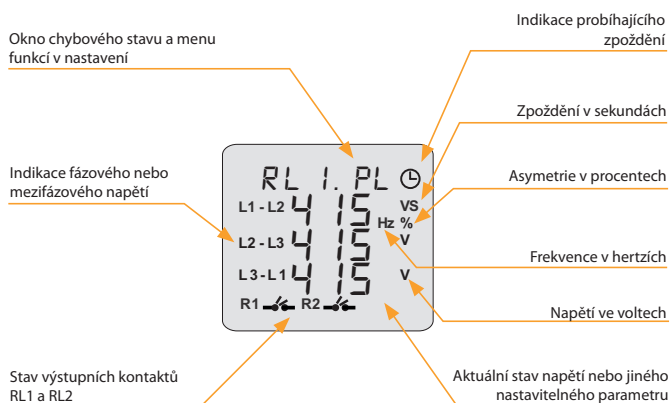 Indikace probíhajícího
zpoždění
Okno chybového stavu a menu
funkcí v nastavení
Zpoždění v sekundách
Indikace fázového nebo
mezifázového napětí
Asymetrie v procentech
RL 1. PL
L1 - L2 415 VS
Hz %
L2 - L3 415 V
L3 - L1 415 V
R1 R2
Frekvence v hertzích
Napětí ve voltech
Stav výstupních kontaktů
RL1 a RL2
Aktuální stav napětí nebo jiného
nastavitelného parametru